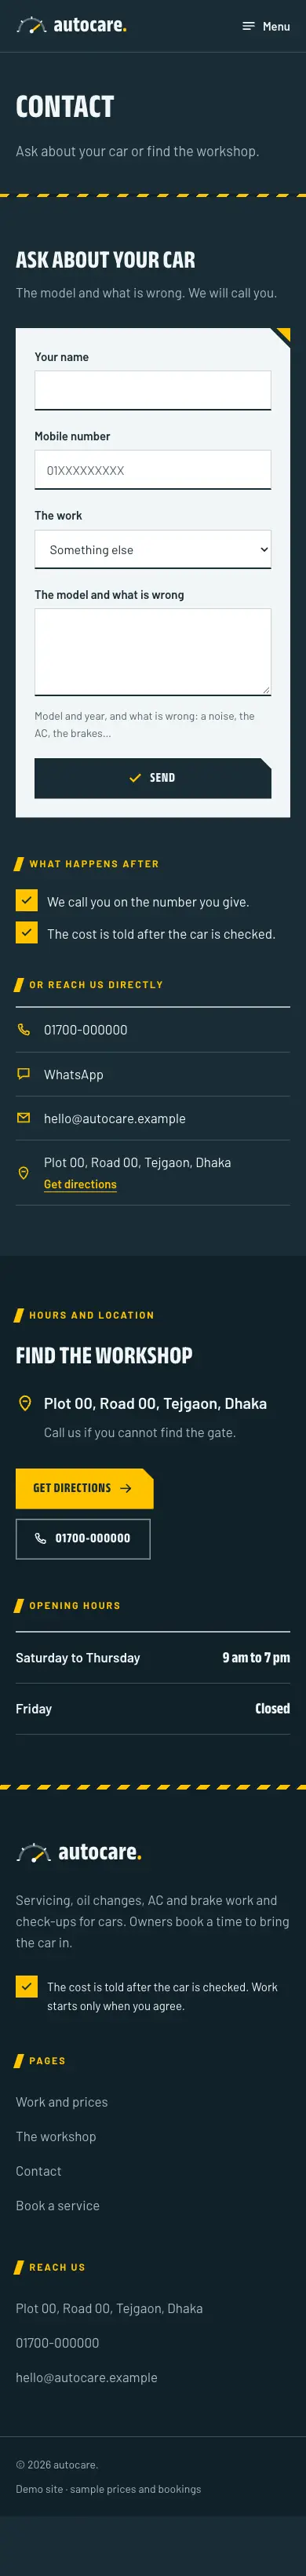 autocare.
Menu
CONTACT
Ask about your car or find the workshop.
ASK ABOUT YOUR CAR
The model and what is wrong. We will call you.
Your name
Mobile number
01XXXXXXXXX
The work
Something else
The model and what is wrong
Model and year, and what is wrong: a noise, the
AC, the brakes...
SEND
WHAT HAPPENS AFTER
We call you on the number you give.
The cost is told after the car is checked.
OR REACH US DIRECTLY
01700-000000
WhatsApp
hello@autocare.example
Plot 00, Road 00, Tejgaon, Dhaka
Get directions
HOURS AND LOCATION
FIND THE WORKSHOP
Plot 00, Road 00, Tejgaon, Dhaka
Call us if you cannot find the gate.
GET DIRECTIONS
01700-000000
OPENING HOURS
Saturday to Thursday 9 am to 7 pm
Friday Closed
autocare.
Servicing, oil changes, AC and brake work and
check-ups for cars. Owners book a time to bring
the car in.
The cost is told after the car is checked. Work
starts only when you agree.
PAGES
Work and prices
The workshop
Contact
Book a service
REACH US
Plot 00, Road 00, Tejgaon, Dhaka
01700-000000
hello@autocare.example
© 2026 autocare.
Demo site · sample prices and bookings